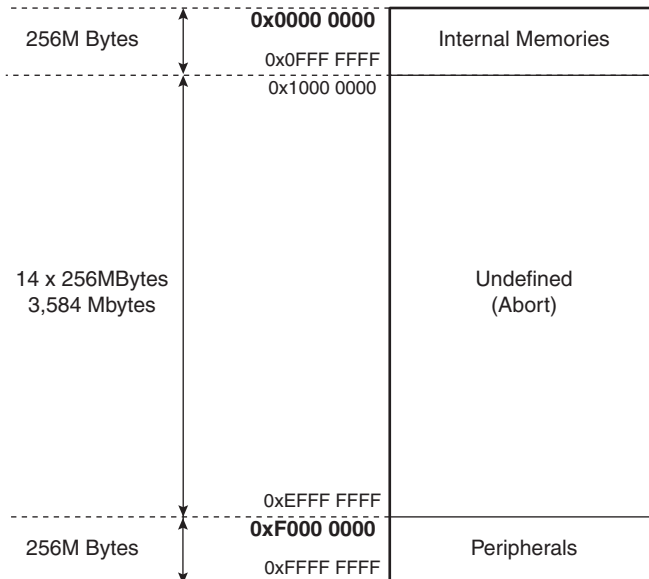 256M Bytes
0x0000 0000
0x0FFF FFFF
Internal Memories
0x1000 0000
14 x 256MBytes
3,584 Mbytes
Undefined
(Abort)
0xEFFF FFFF
256M Bytes
0xF000 0000
0xFFFF FFFF
Peripherals